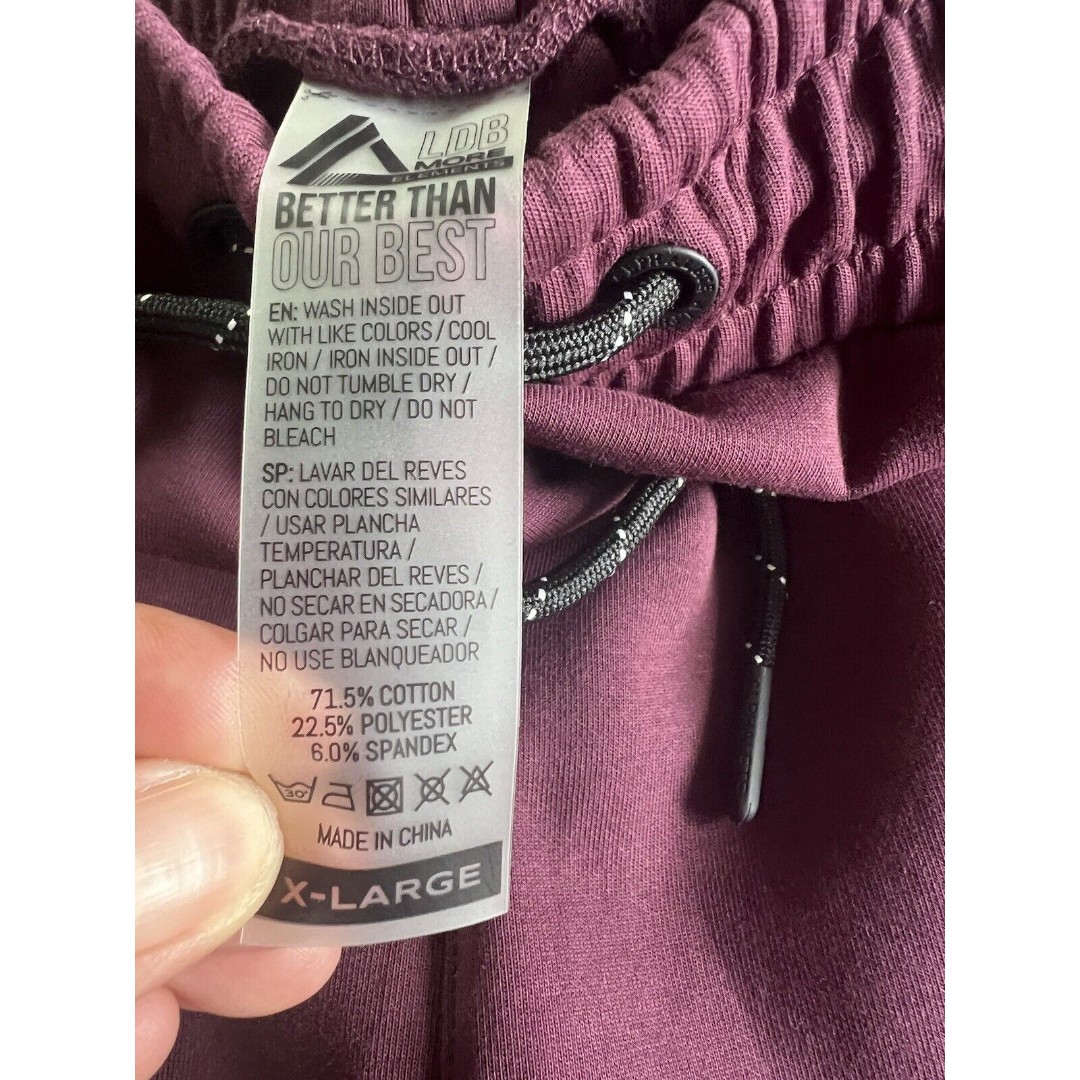 LDB
MORE
ELEMENTS
BETTER THAN
OUR BEST
EN: WASH INSIDE OUT
WITH LIKE COLORS / COOL
IRON / IRON INSIDE OUT /
DO NOT TUMBLE DRY /
HANG TO DRY / DO NOT
BLEACH
SP: LAVAR DEL REVES
CON COLORES SIMILARES
/ USAR PLANCHA
TEMPERATURA /
PLANCHAR DEL REVES /
NO SECAR EN SECADORA /
COLGAR PARA SECAR /
NO USE BLANQUEADOR
71.5% COTTON
22.5% POLYESTER
6.0% SPANDEX
30°
MADE IN CHINA
X-LARGE